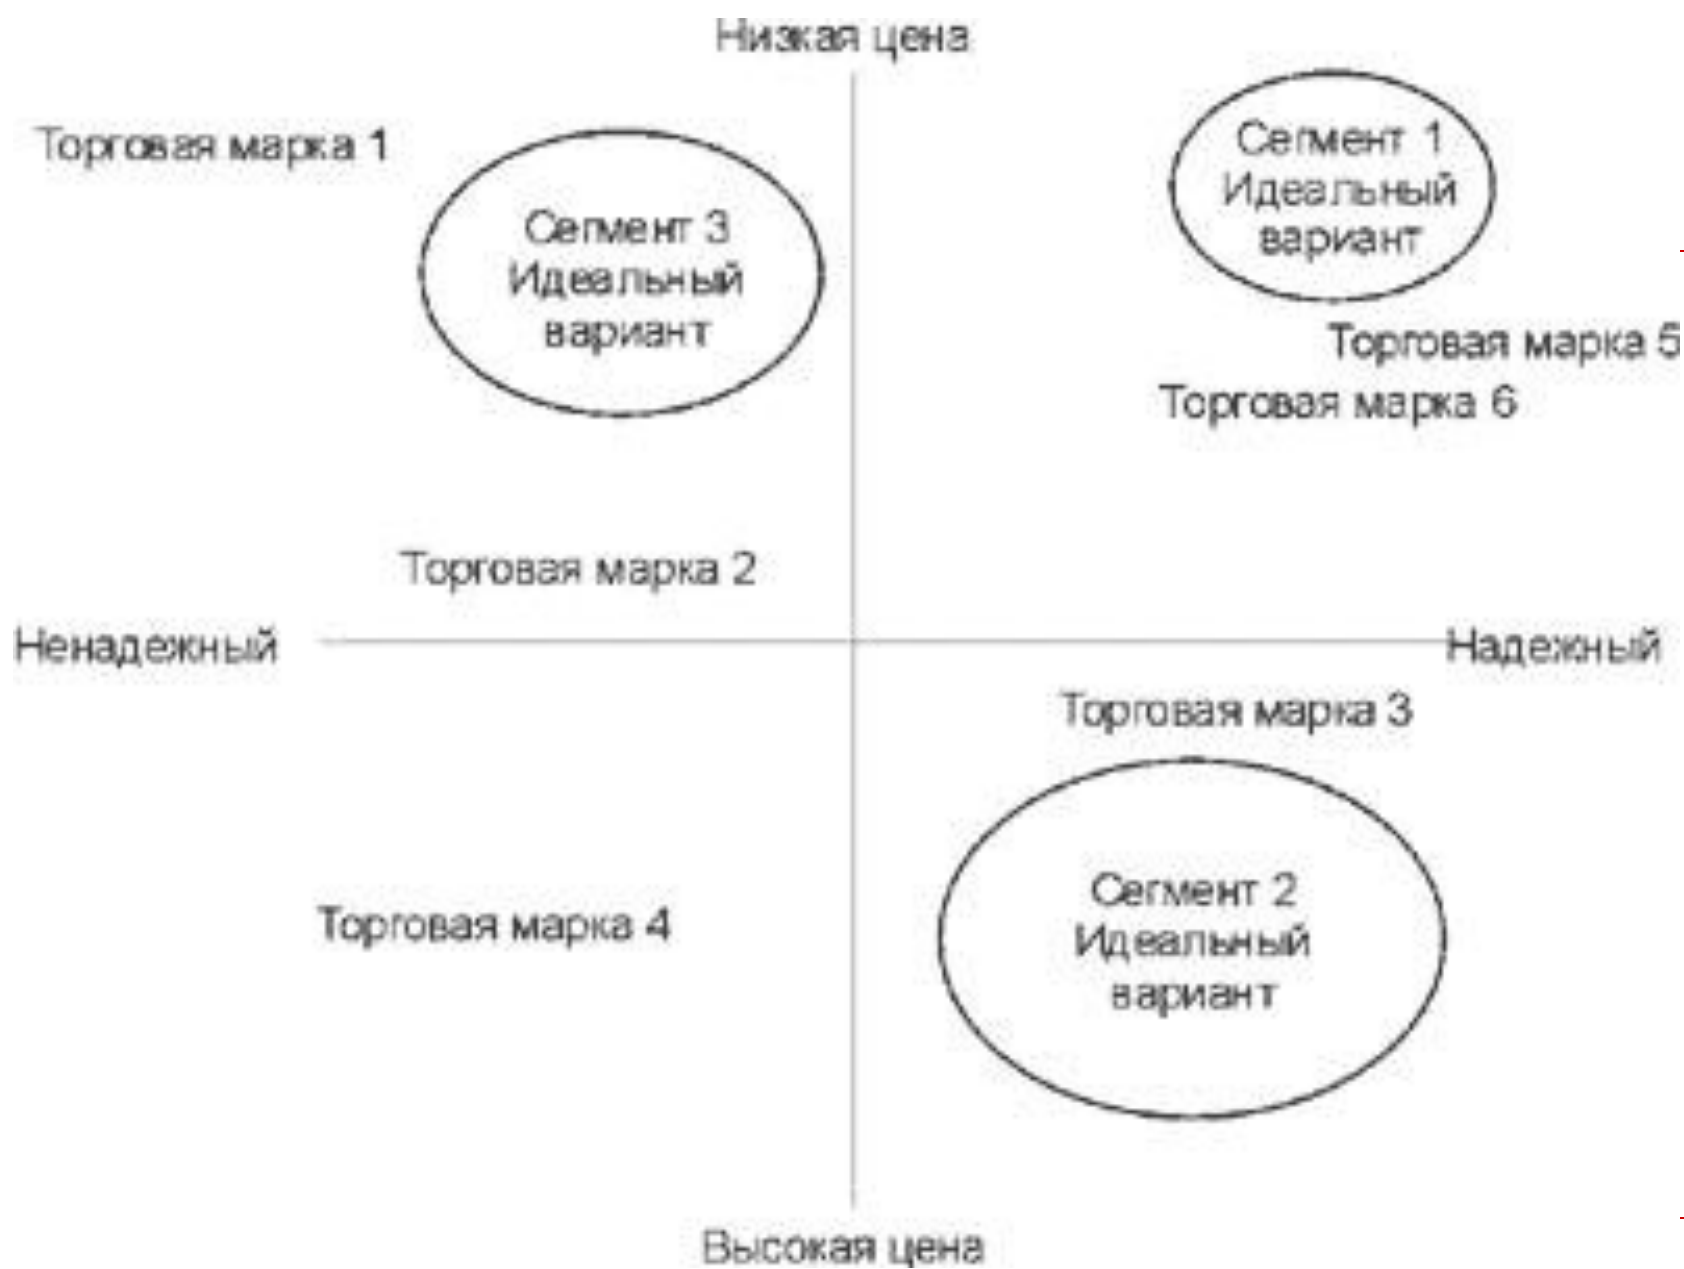 Низкая цена
Торговая марка 1
Сегмент 3
Идеальный
вариант
Сегмент 1
Идеальный
вариант
Торговая марка 5
Торговая марка 6
Торговая марка 2
Ненадежный
Надежный
Торговая марка 3
Торговая марка 4
Сегмент 2
Идеальный
вариант
Высокая цена